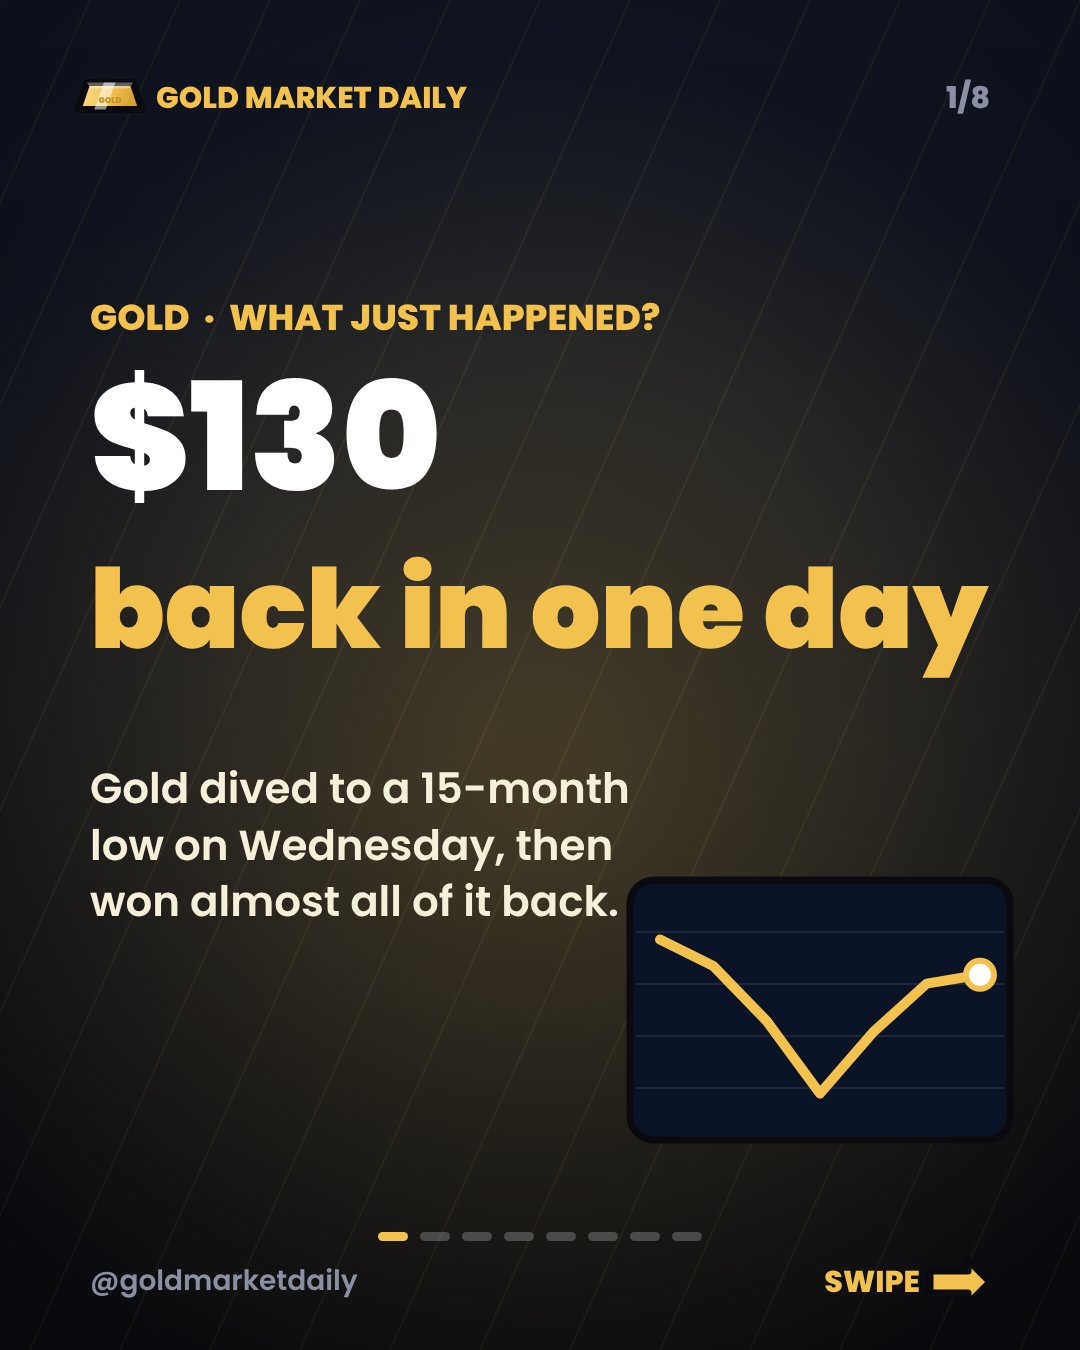 GOLD
GOLD MARKET DAILY
1/8
GOLD · WHAT JUST HAPPENED?
$130
back in one day
Gold dived to a 15-month
low on Wednesday, then
won almost all of it back.
@goldmarketdaily
SWIPE